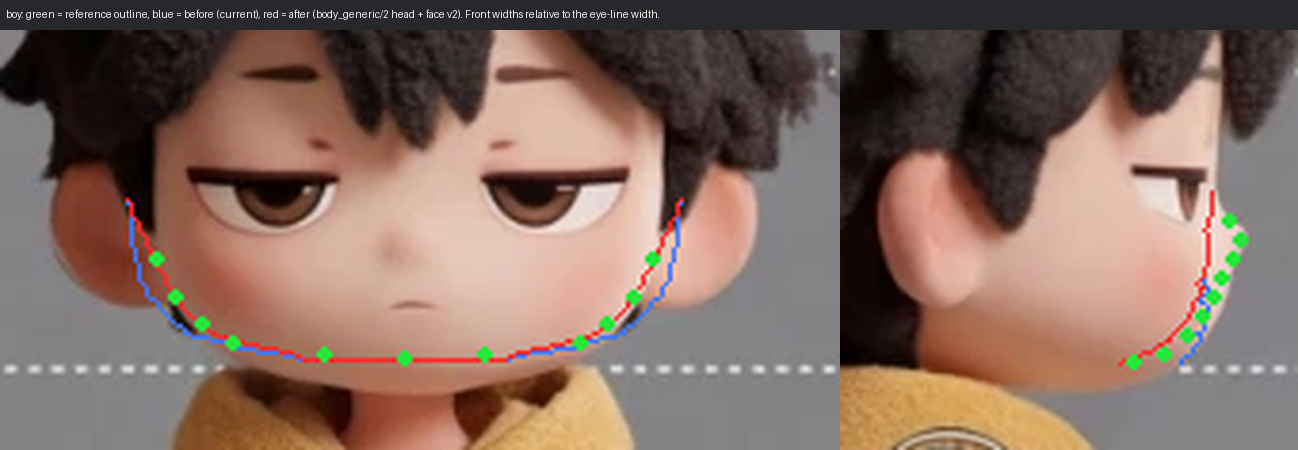 boy: green = reference outline, blue = before (current), red = after (body_generic/2 head + face v2). Front widths relative to the eye-line width.